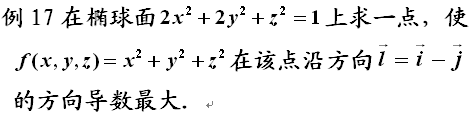 例 17 在椭球面 2x² + 2y² + z² = 1 上求一点，使
f(x, y, z) = x² + y² + z² 在该点沿方向 l⃗ = i⃗ − j⃗
的方向导数最大．